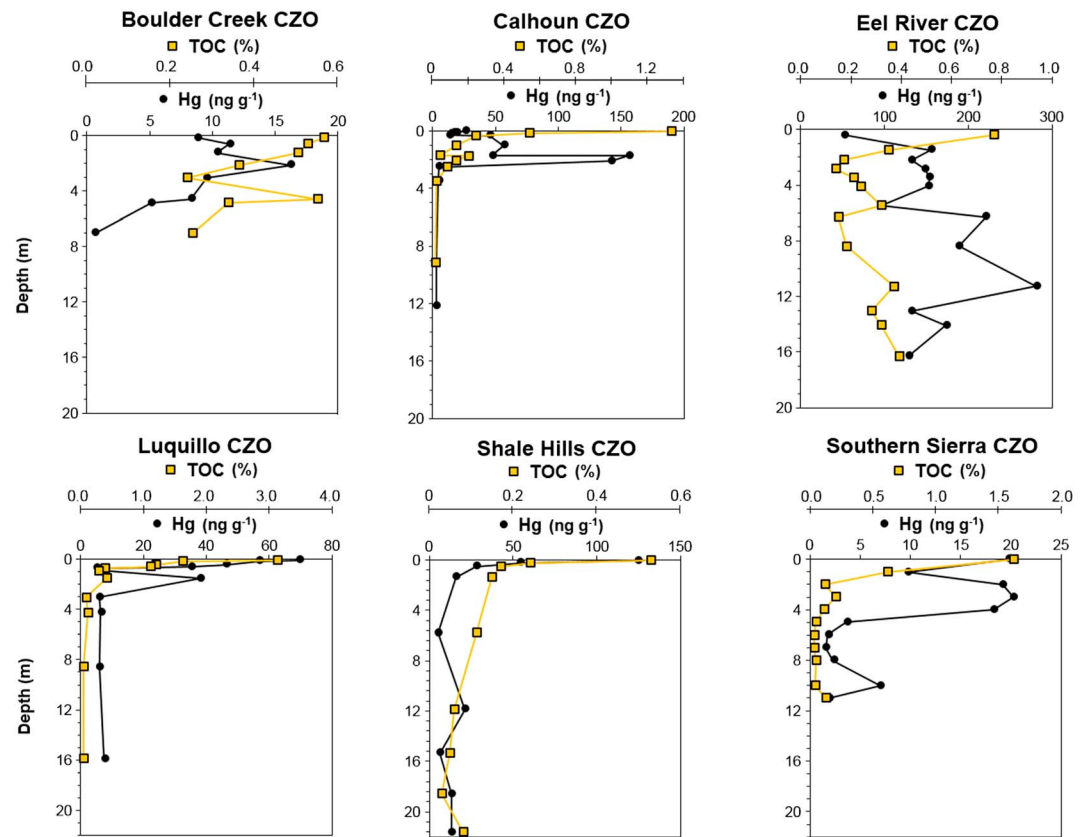 Boulder Creek CZO
TOC (%)
0.0 0.2 0.4 0.6
Hg (ng g-1)
0 5 10 15 20
0
4
8
12
16
20
Depth (m)
Calhoun CZO
TOC (%)
0 0.4 0.8 1.2
Hg (ng g-1)
0 50 100 150 200
0
4
8
12
16
20
Eel River CZO
TOC (%)
0.0 0.2 0.4 0.6 0.8 1.0
Hg (ng g-1)
0 100 200 300
0
4
8
12
16
20
Luquillo CZO
TOC (%)
0.0 1.0 2.0 3.0 4.0
Hg (ng g-1)
0 20 40 60 80
0
4
8
12
16
20
Depth (m)
Shale Hills CZO
TOC (%)
0 0.2 0.4 0.6
Hg (ng g-1)
0 50 100 150
0
4
8
12
16
20
Southern Sierra CZO
TOC (%)
0.0 0.5 1.0 1.5 2.0
Hg (ng g-1)
0 5 10 15 20 25
0
4
8
12
16
20